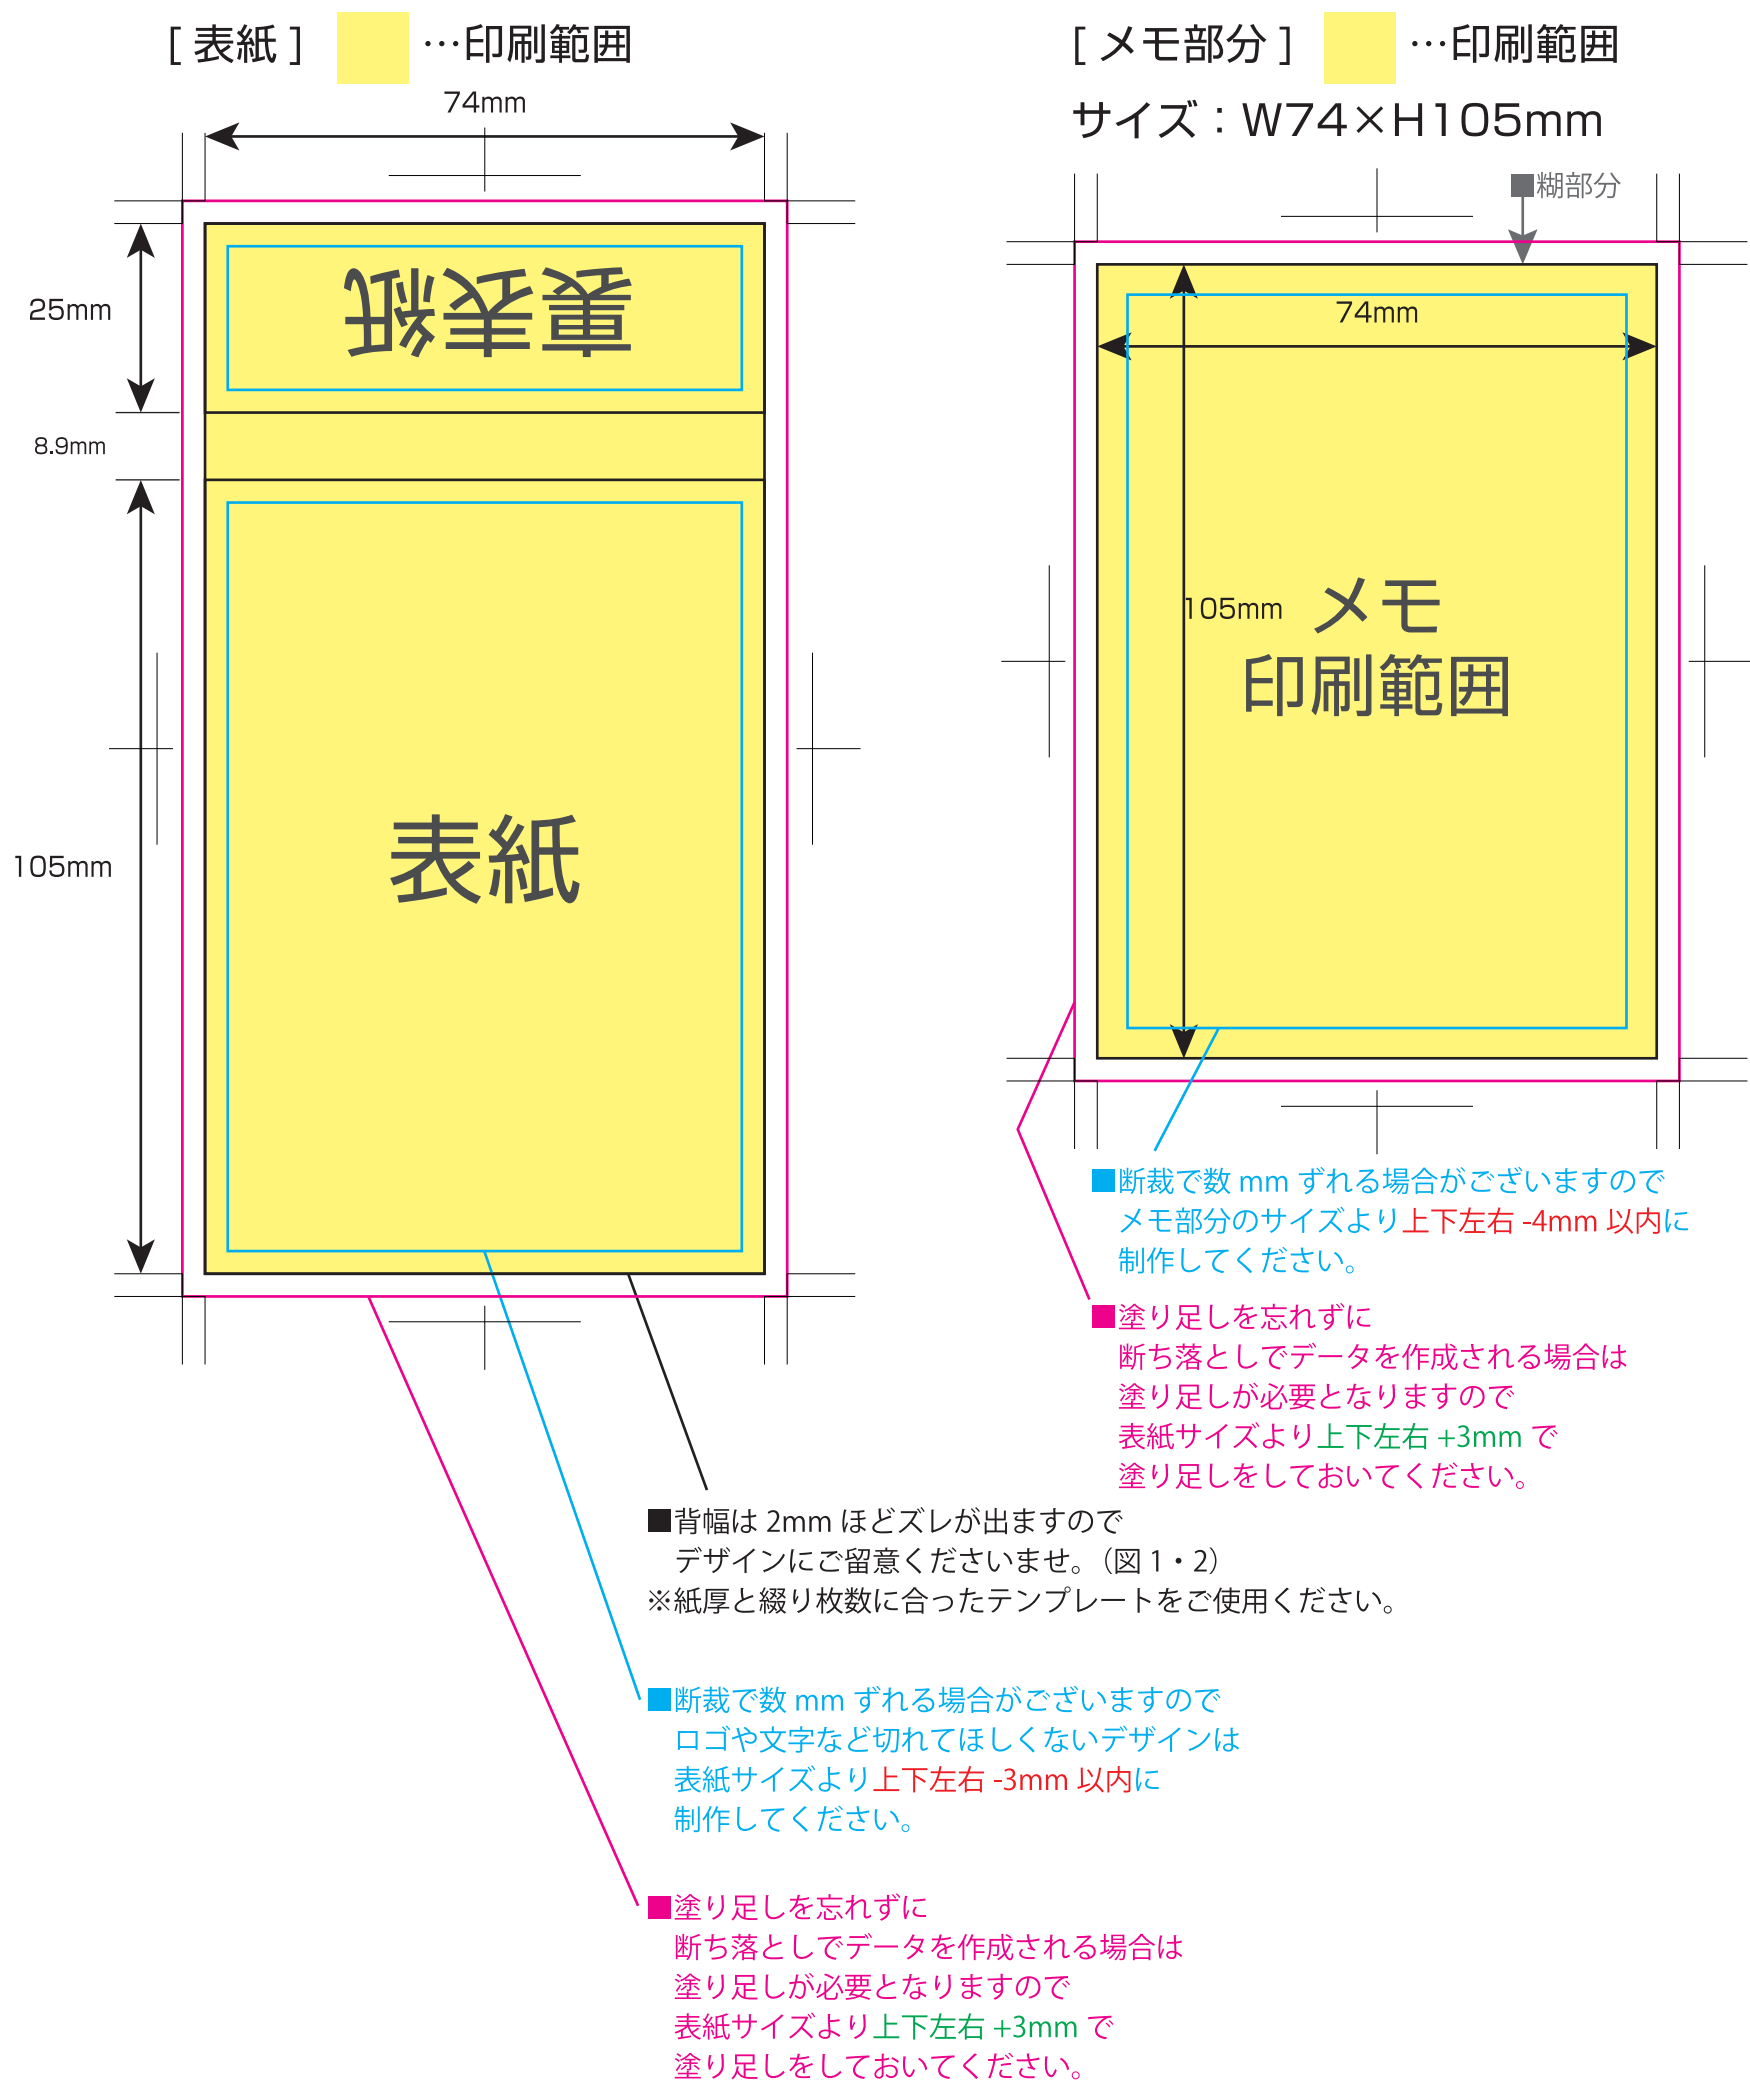 [ 表紙 ] …印刷範囲
74mm
25mm
裏表紙
8.9mm
105mm
表紙
■背幅は 2mm ほどズレが出ますので
デザインにご留意くださいませ。（図 1・2）
※紙厚と綴り枚数に合ったテンプレートをご使用ください。
■断裁で数 mm ずれる場合がございますので
ロゴや文字など切れてほしくないデザインは
表紙サイズより上下左右 -3mm 以内に
制作してください。
■塗り足しを忘れずに
断ち落としでデータを作成される場合は
塗り足しが必要となりますので
表紙サイズより上下左右 +3mm で
塗り足しをしておいてください。
[ メモ部分 ] …印刷範囲
サイズ：W74×H105mm
■糊部分
74mm
105mm
メモ
印刷範囲
■断裁で数 mm ずれる場合がございますので
メモ部分のサイズより上下左右 -4mm 以内に
制作してください。
■塗り足しを忘れずに
断ち落としでデータを作成される場合は
塗り足しが必要となりますので
表紙サイズより上下左右 +3mm で
塗り足しをしておいてください。